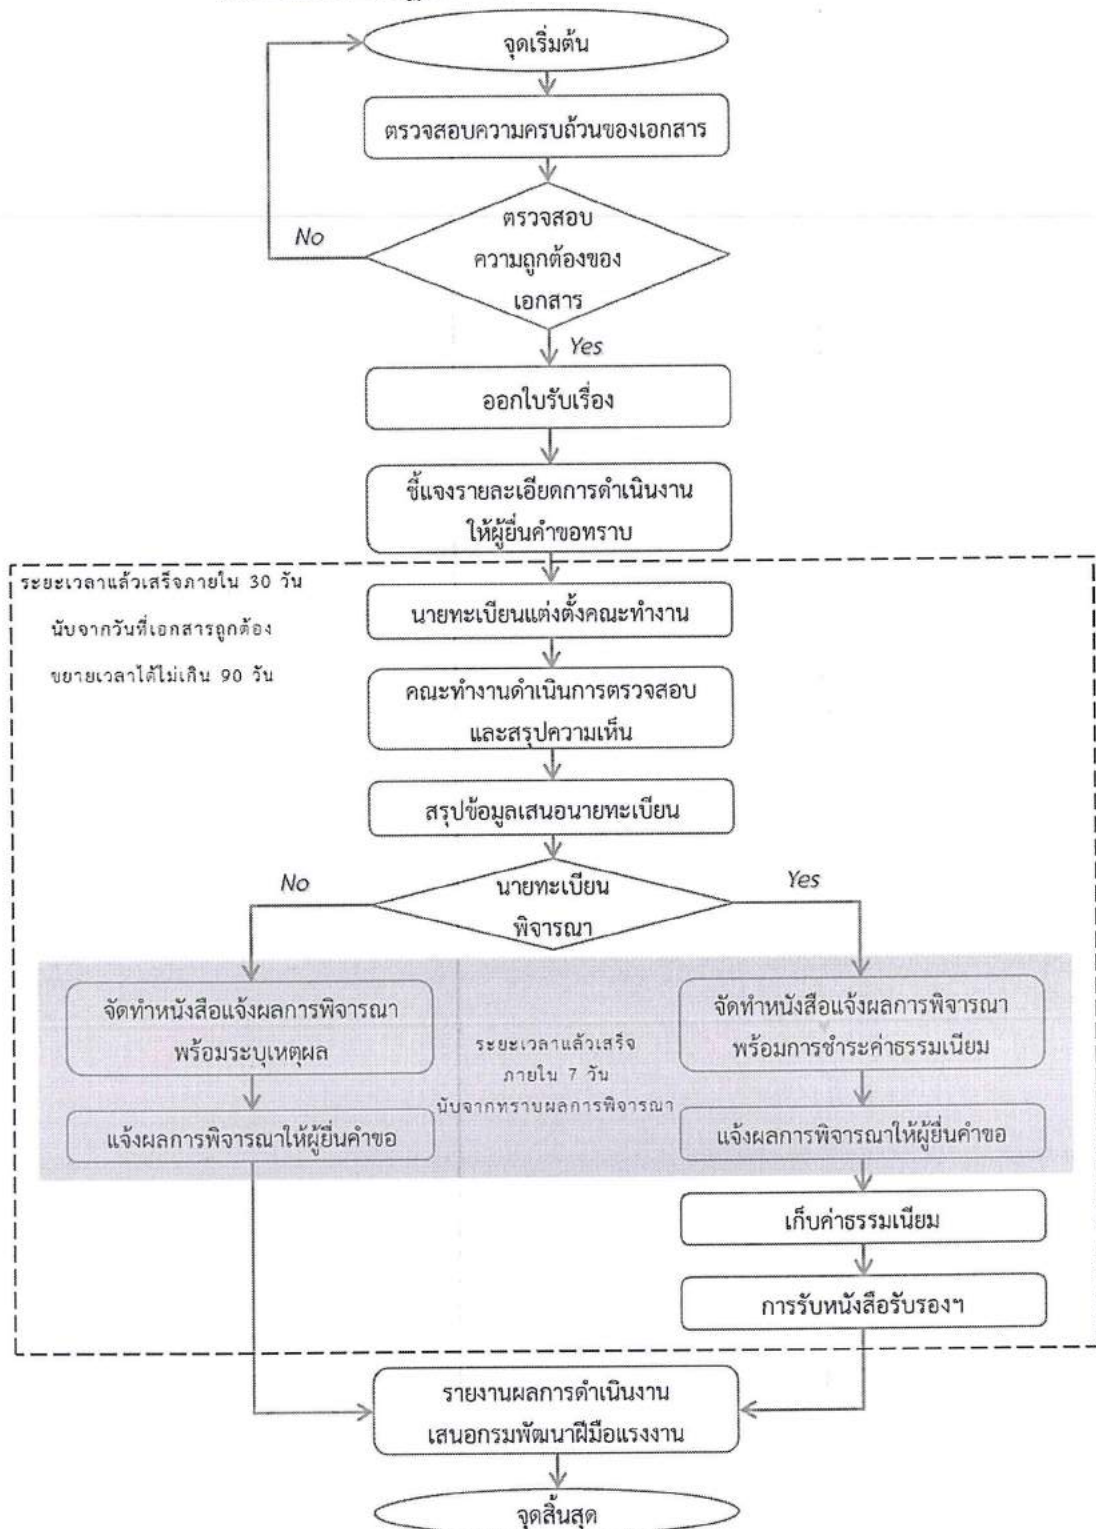 จุดเริ่มต้น
ตรวจสอบความครบถ้วนของเอกสาร
ตรวจสอบ
ความถูกต้องของ
เอกสาร
No
Yes
ออกใบรับเรื่อง
ชี้แจงรายละเอียดการดำเนินงาน
ให้ผู้ยื่นคำขอทราบ
ระยะเวลาแล้วเสร็จภายใน 30 วัน
นับจากวันที่เอกสารถูกต้อง
ขยายเวลาได้ไม่เกิน 90 วัน
นายทะเบียนแต่งตั้งคณะทำงาน
คณะทำงานดำเนินการตรวจสอบ
และสรุปความเห็น
สรุปข้อมูลเสนอนายทะเบียน
นายทะเบียน
พิจารณา
No
Yes
จัดทำหนังสือแจ้งผลการพิจารณา
พร้อมระบุเหตุผล
แจ้งผลการพิจารณาให้ผู้ยื่นคำขอ
ระยะเวลาแล้วเสร็จ
ภายใน 7 วัน
นับจากทราบผลการพิจารณา
จัดทำหนังสือแจ้งผลการพิจารณา
พร้อมการชำระค่าธรรมเนียม
แจ้งผลการพิจารณาให้ผู้ยื่นคำขอ
เก็บค่าธรรมเนียม
การรับหนังสือรับรองฯ
รายงานผลการดำเนินงาน
เสนอกรมพัฒนาฝีมือแรงงาน
จุดสิ้นสุด